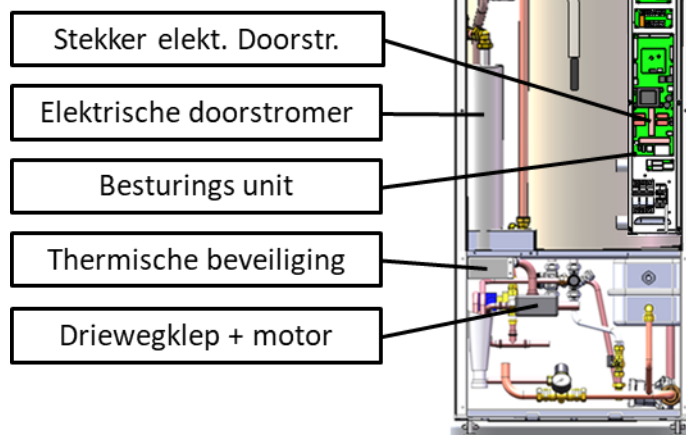 Stekker elekt. Doorstr.
Elektrische doorstromer
Besturings unit
Thermische beveiliging
Driewegklep + motor